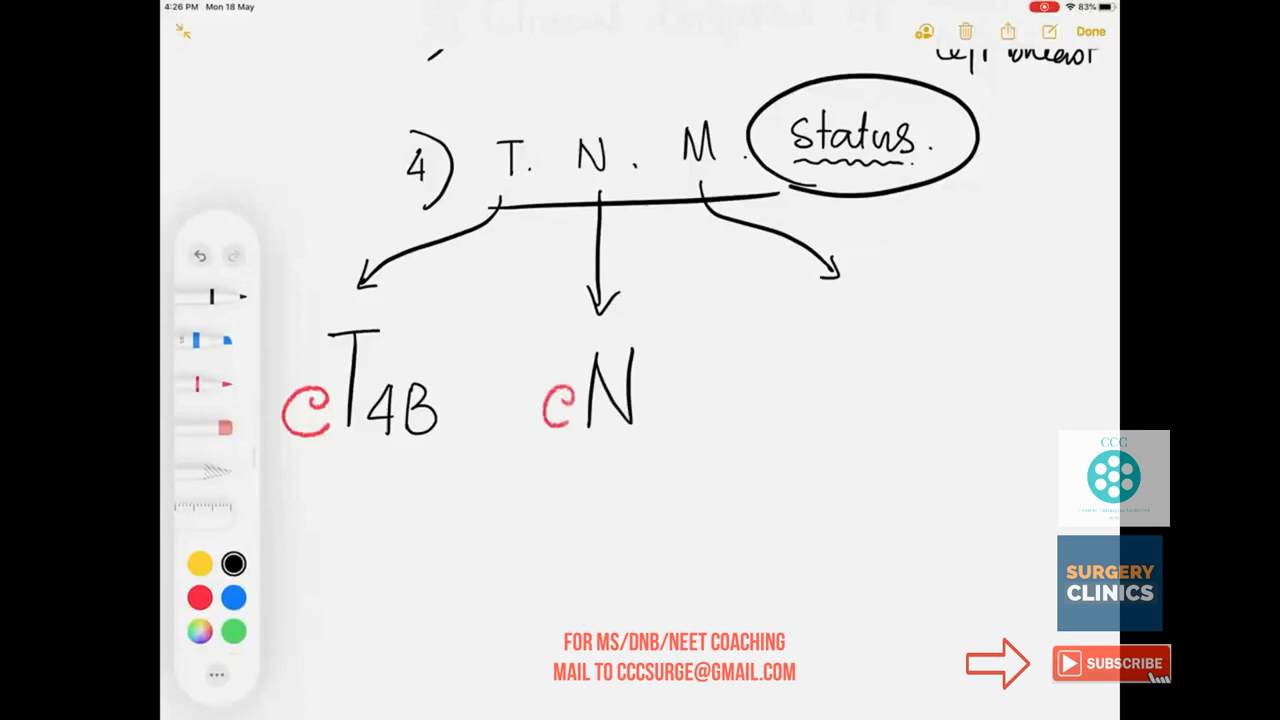 4:26 PM Mon 18 May
83%
Done
4) T. N. M. Status.
cT4B cN
CCC
SURGERY
CLINICS
FOR MS/DNB/NEET COACHING
MAIL TO CCCSURGE@GMAIL.COM
SUBSCRIBE